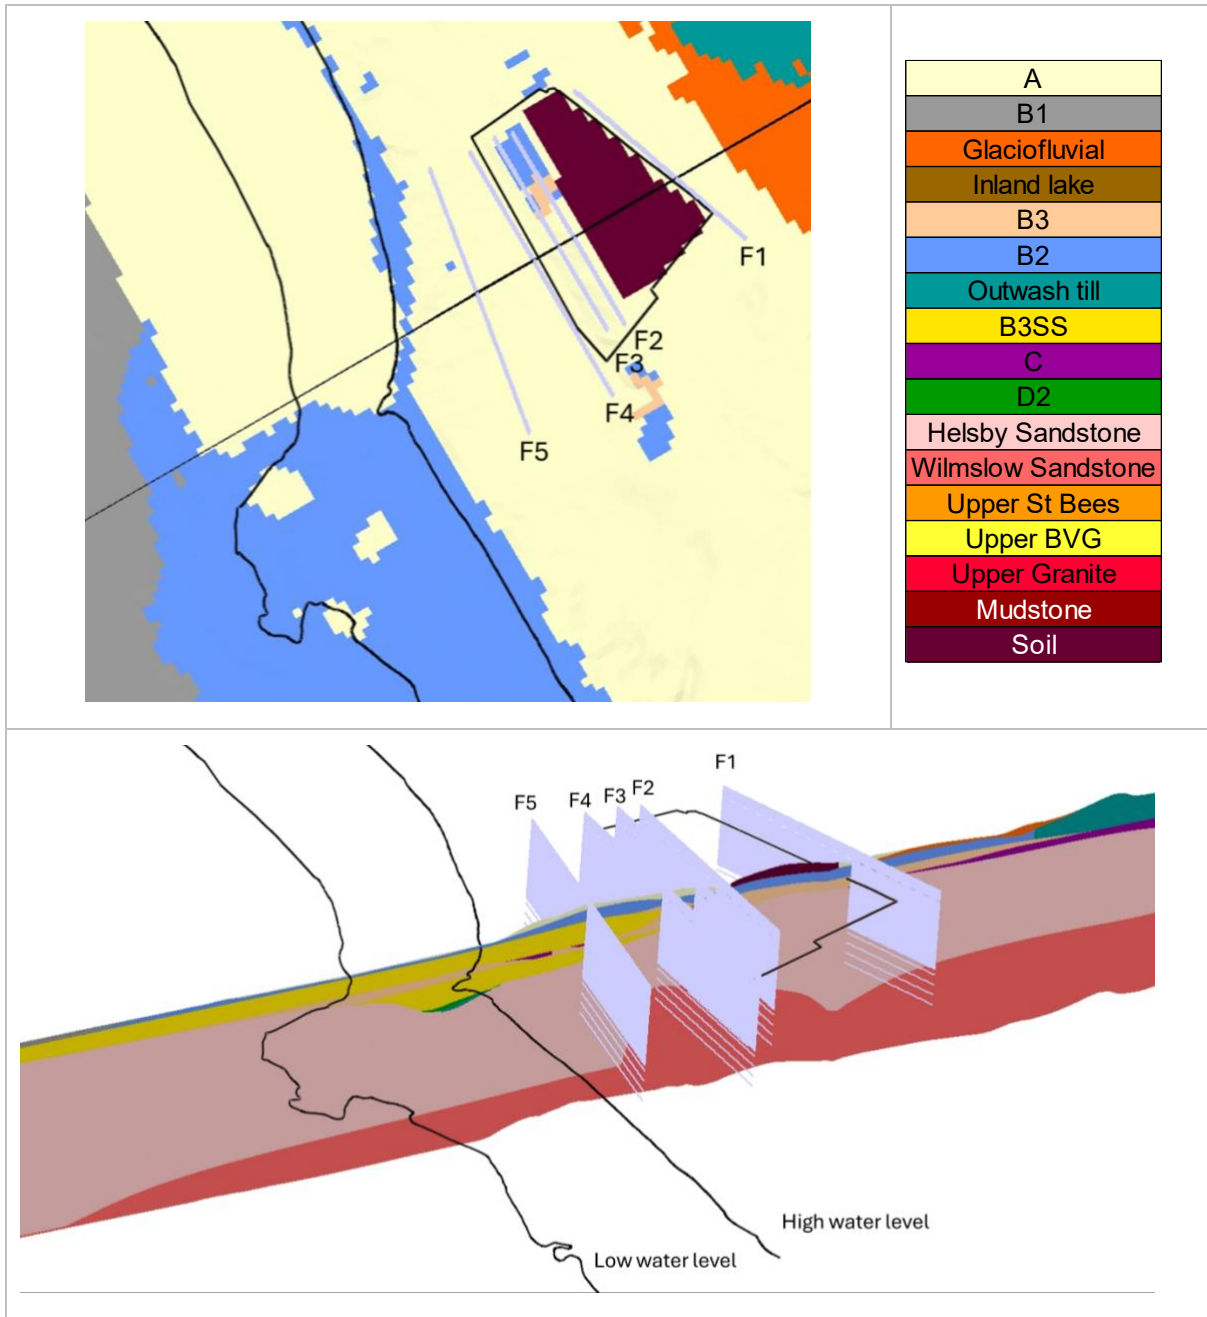 F1
F2
F3
F4
F5
A
B1
Glaciofluvial
Inland lake
B3
B2
Outwash till
B3SS
C
D2
Helsby Sandstone
Wilmslow Sandstone
Upper St Bees
Upper BVG
Upper Granite
Mudstone
Soil
F1
F5
F4
F3
F2
High water level
Low water level